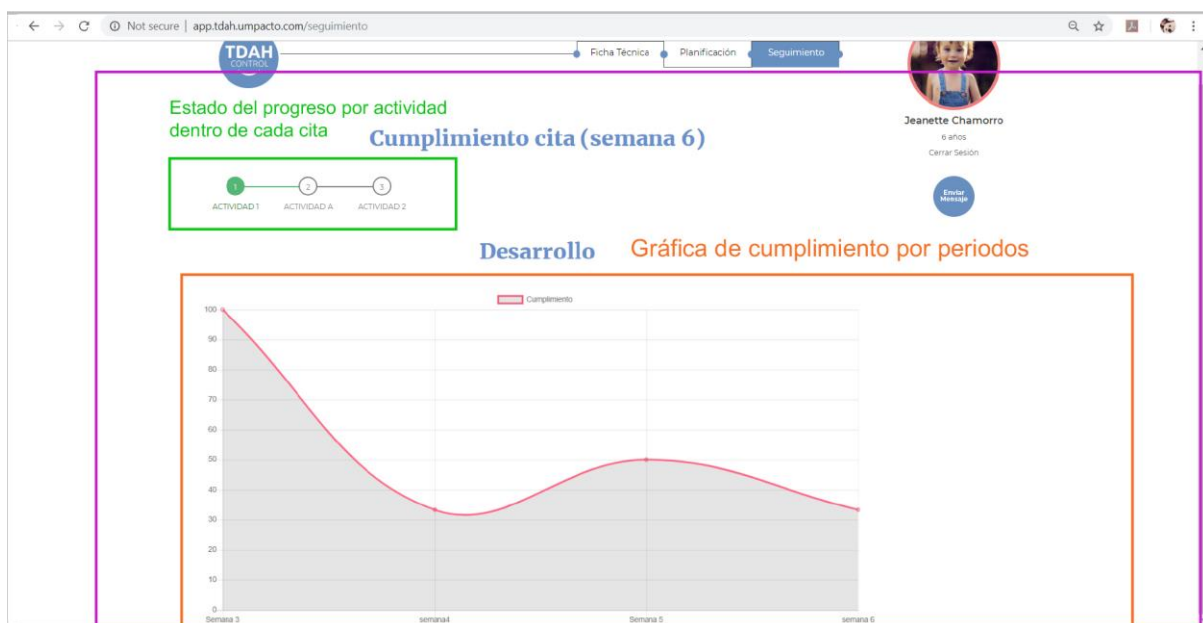 Not secure | app.tdah.umpacto.com/seguimiento
TDAH
CONTROL
Ficha Técnica
Planificación
Seguimiento
Estado del progreso por actividad
dentro de cada cita
Cumplimiento cita (semana 6)
Jeanette Chamorro
6 años
Cerrar Sesión
Enviar
Mensaje
1
2
3
ACTIVIDAD 1
ACTIVIDAD A
ACTIVIDAD 2
Desarrollo
Gráfica de cumplimiento por periodos
Cumplimiento
100
90
80
70
60
50
40
30
20
10
0
Semana 3
semana4
Semana 5
semana 6